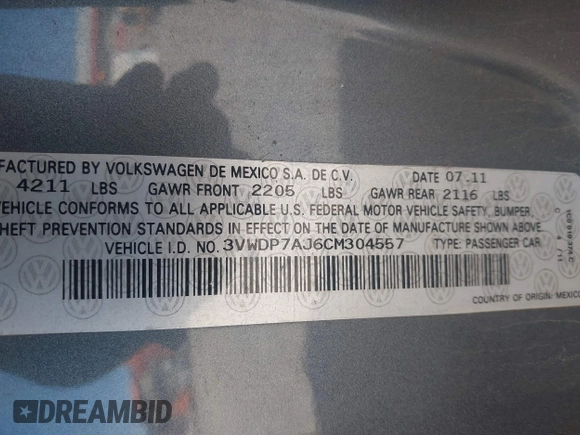 FACTURED BY VOLKSWAGEN DE MEXICO S.A. DE C.V. DATE 07.11
4211 LBS GAWR FRONT 2205 LBS GAWR REAR 2116 LBS
VEHICLE CONFORMS TO ALL APPLICABLE U.S. FEDERAL MOTOR VEHICLE SAFETY, BUMPER,
HEFT PREVENTION STANDARDS IN EFFECT ON THE DATE OF MANUFACTURE SHOWN ABOVE
VEHICLE I.D. NO. 3VWDP7AJ6CM304557 TYPE: PASSENGER CAR
COUNTRY OF ORIGIN: MEXICO
DREAMBID